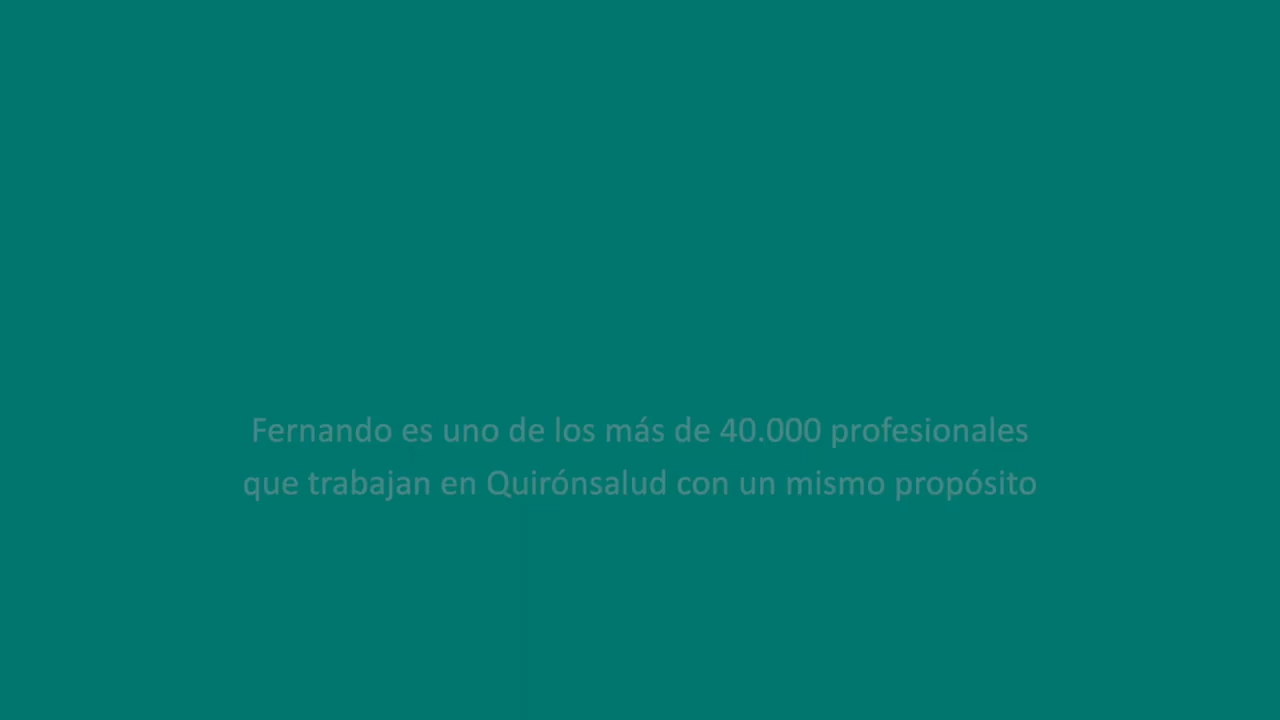 Fernando es uno de los más de 40.000 profesionales
que trabajan en Quirónsalud con un mismo propósito